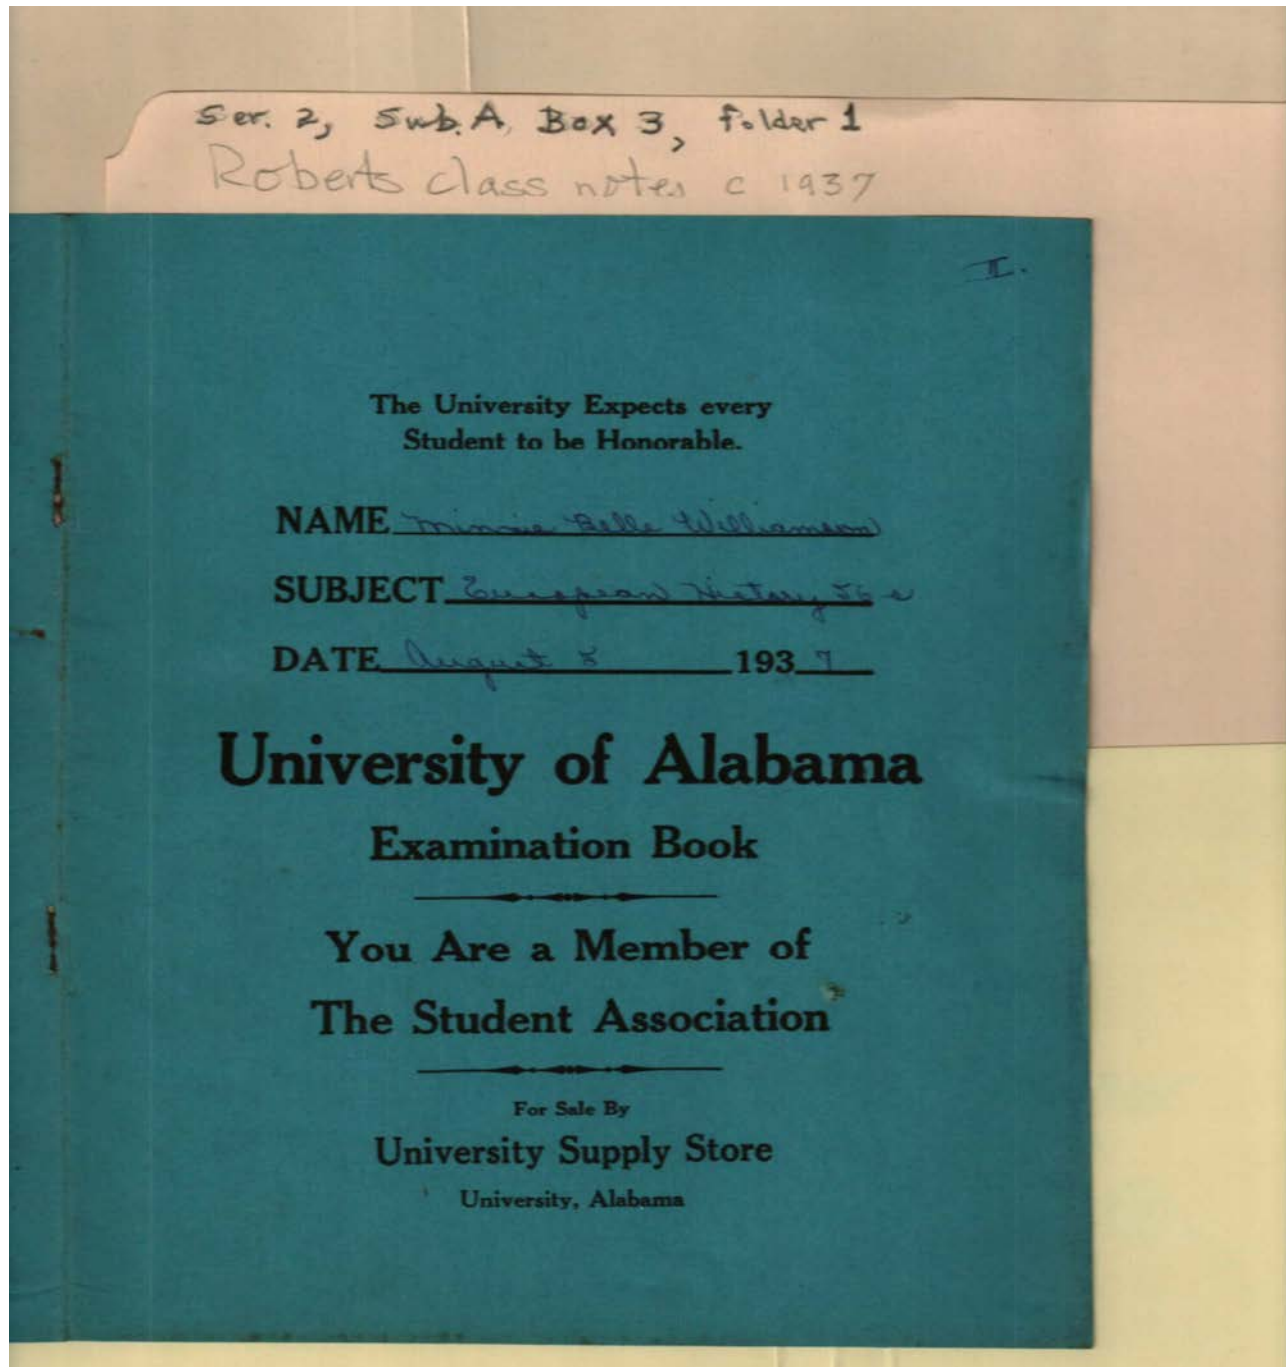 Ser. 2, Sub. A, Box 3, folder 1
Roberts class notes c 1937
II.
The University Expects every
Student to be Honorable.
NAME Minnie Belle Williamson
SUBJECT European History 56
DATE August 5 1937
University of Alabama
Examination Book
You Are a Member of
The Student Association
For Sale By
University Supply Store
University, Alabama